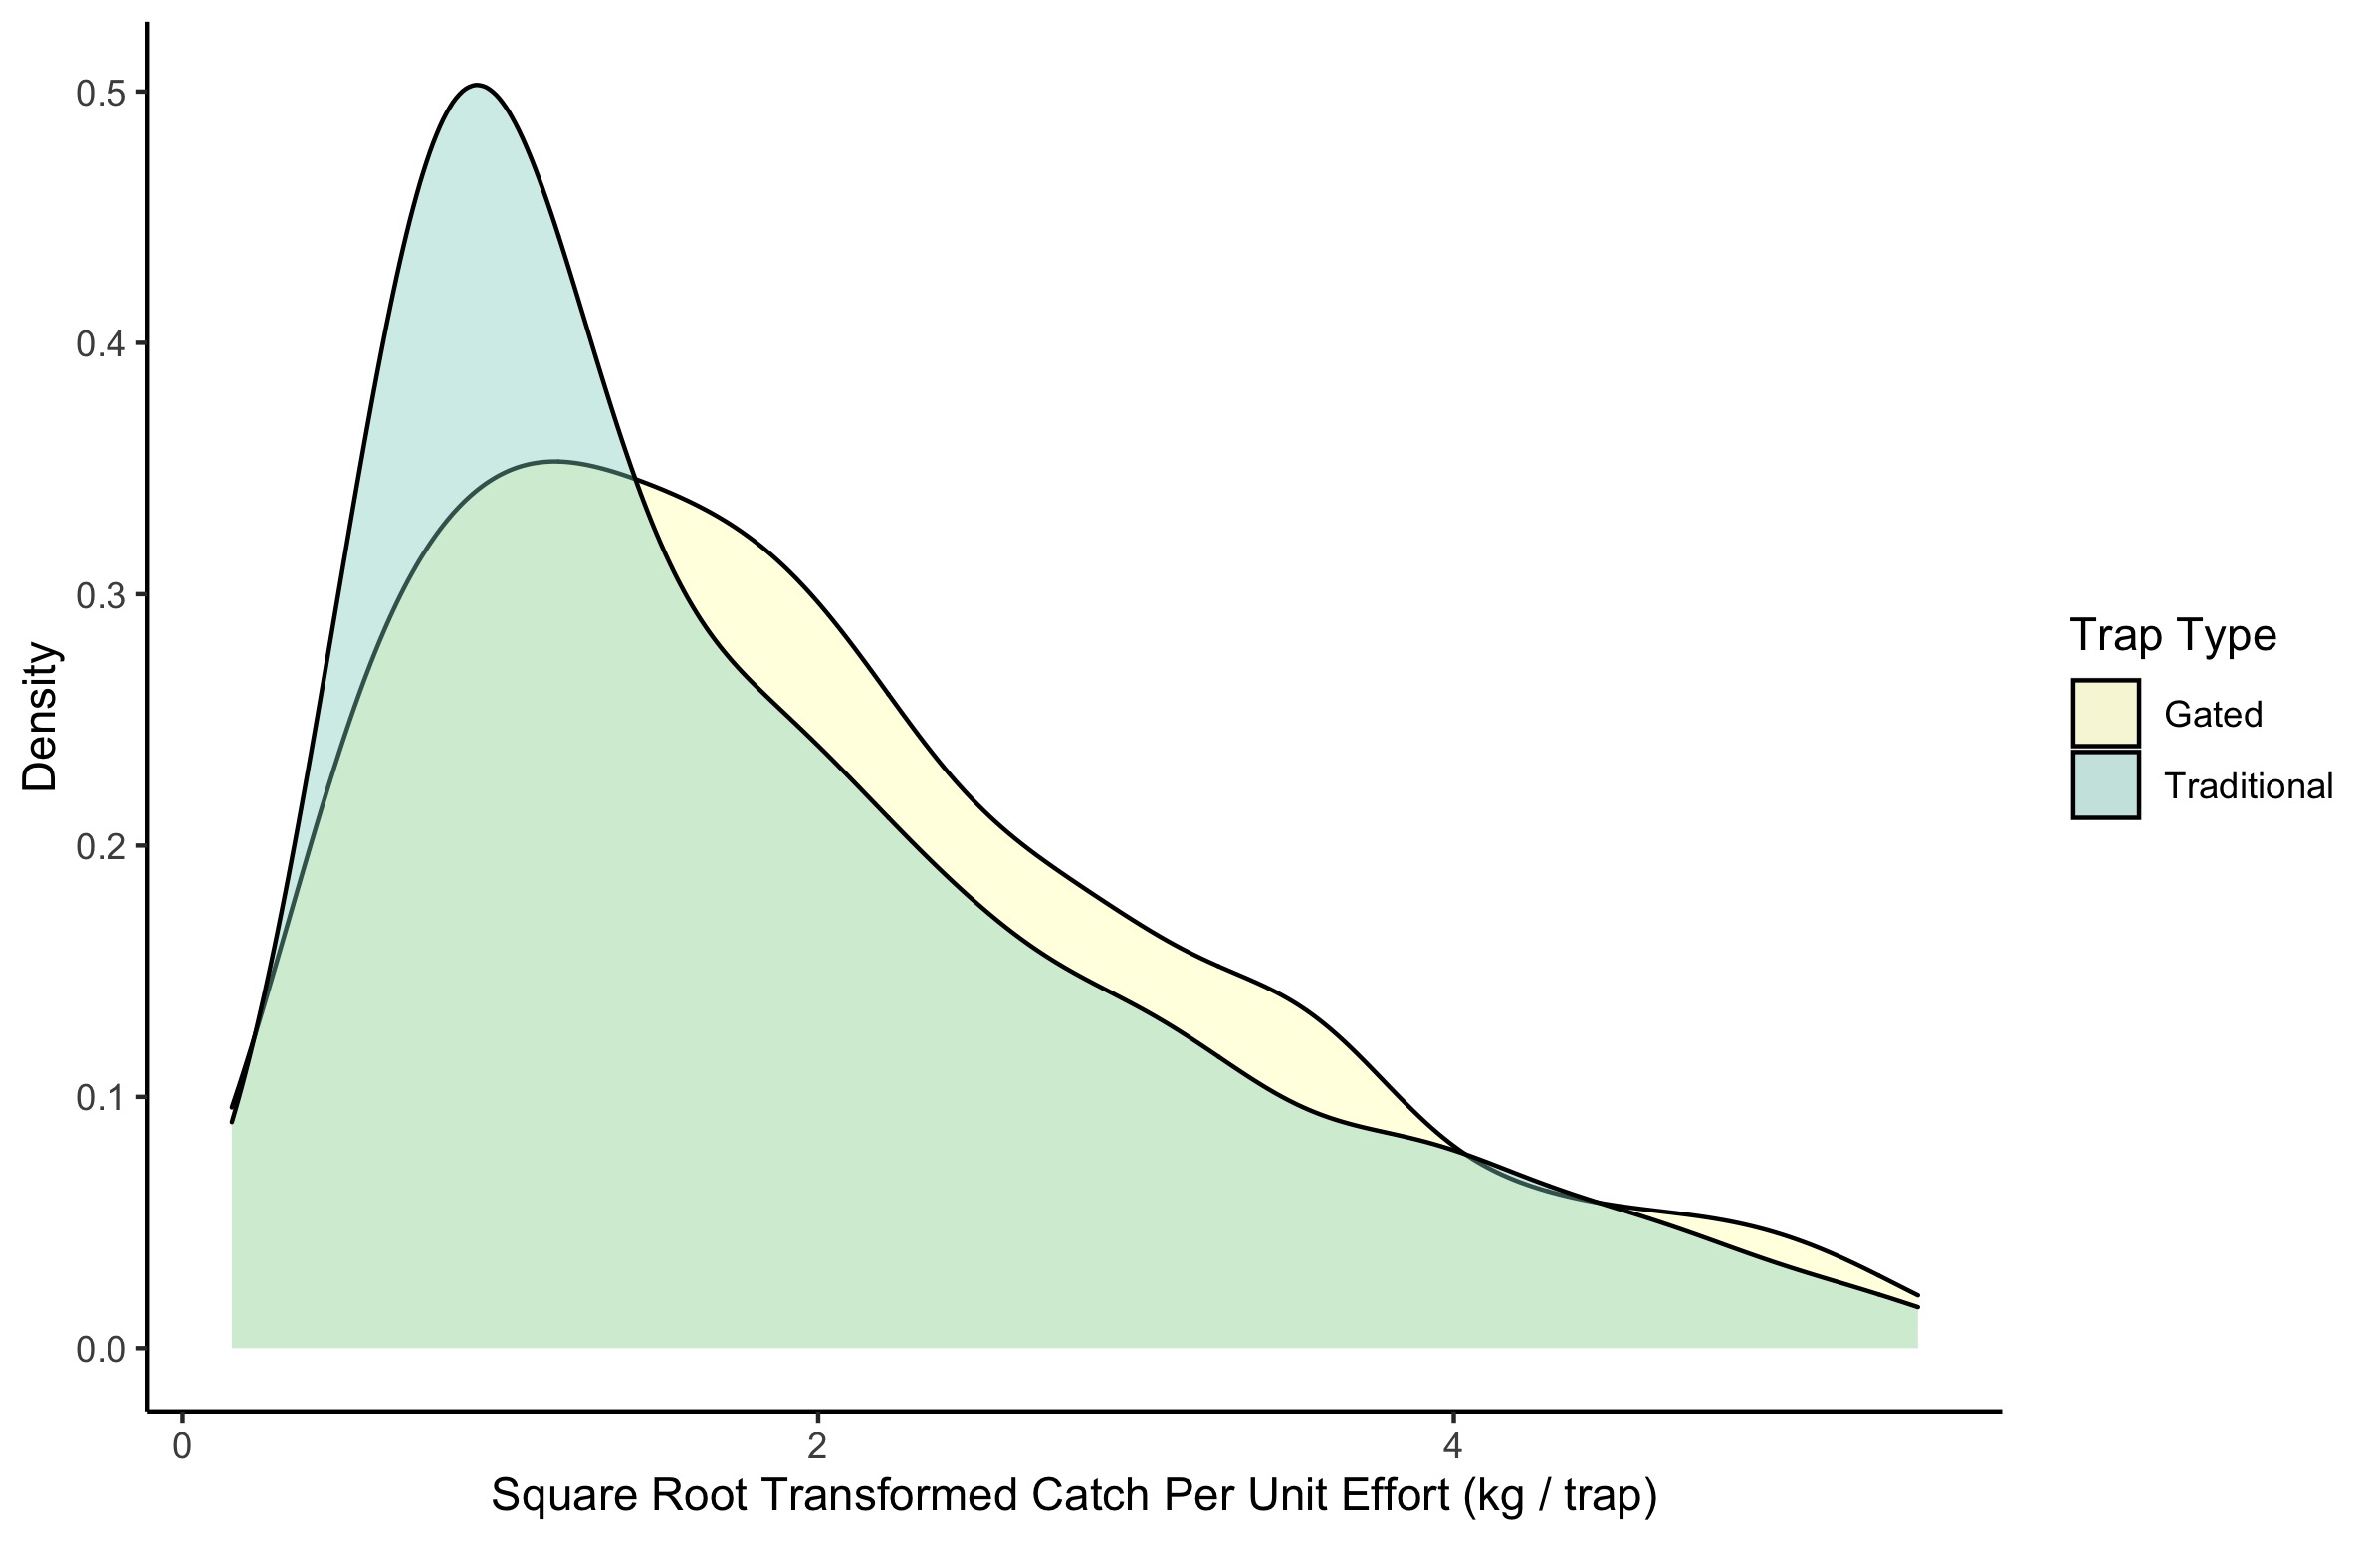 0.5
0.4
0.3
0.2
0.1
0.0
Density
0 2 4
Square Root Transformed Catch Per Unit Effort (kg / trap)
Trap Type
Gated
Traditional